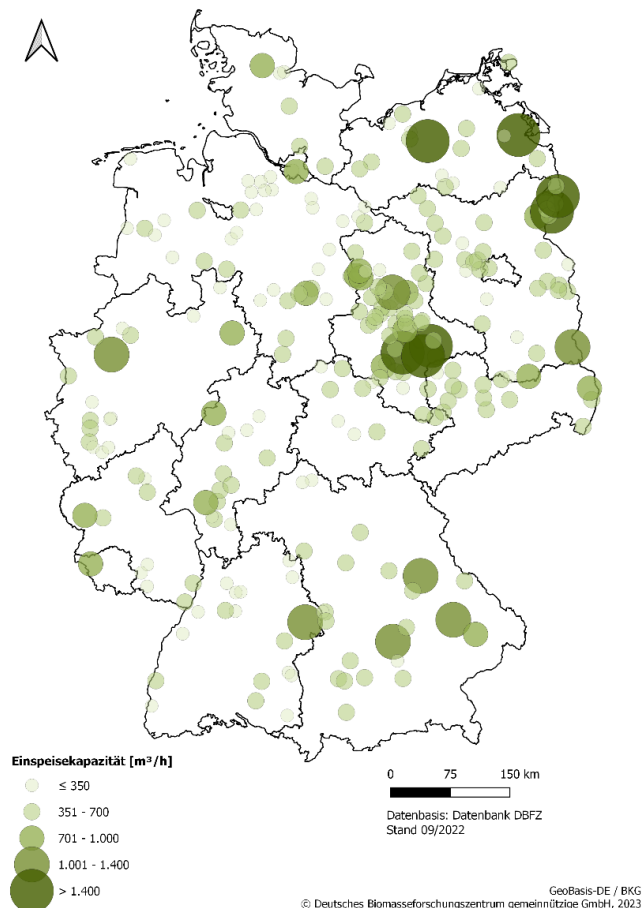 Einspeisekapazität [m³/h]
≤ 350
351 - 700
701 - 1.000
1.001 - 1.400
> 1.400
0 75 150 km
Datenbasis: Datenbank DBFZ
Stand 09/2022
GeoBasis-DE / BKG
© Deutsches Biomasseforschungszentrum gemeinnützige GmbH, 2023